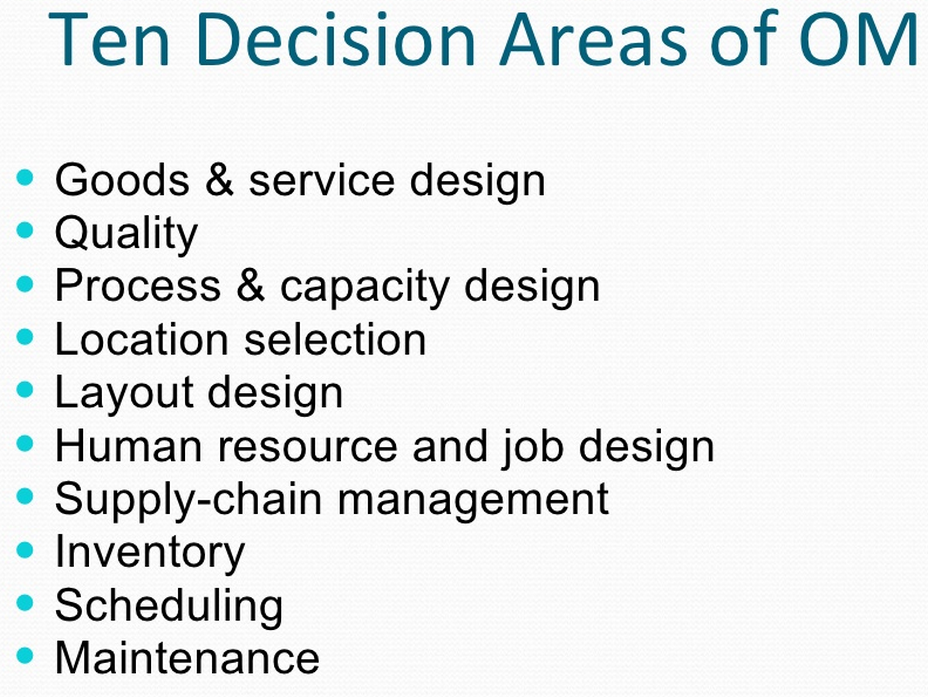 Ten Decision Areas of OM
• Goods & service design
• Quality
• Process & capacity design
• Location selection
• Layout design
• Human resource and job design
• Supply-chain management
• Inventory
• Scheduling
• Maintenance